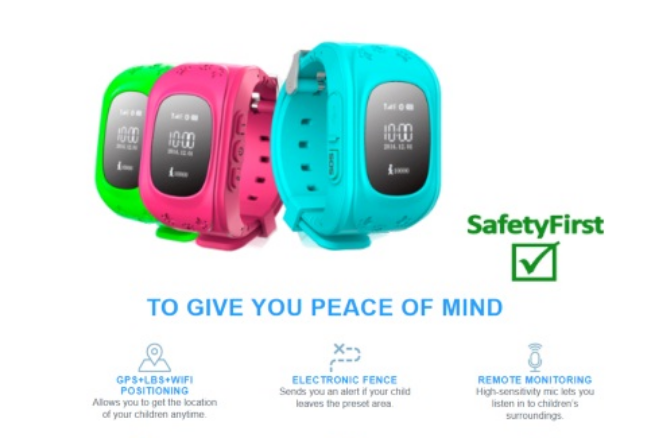 10:00
10:00
10:00
SOS
SafetyFirst
TO GIVE YOU PEACE OF MIND
GPS+LBS+WIFI
POSITIONING
Allows you to get the location
of your children anytime.
ELECTRONIC FENCE
Sends you an alert if your child
leaves the preset area.
REMOTE MONITORING
High-sensitivity mic lets you
listen in to children's
surroundings.